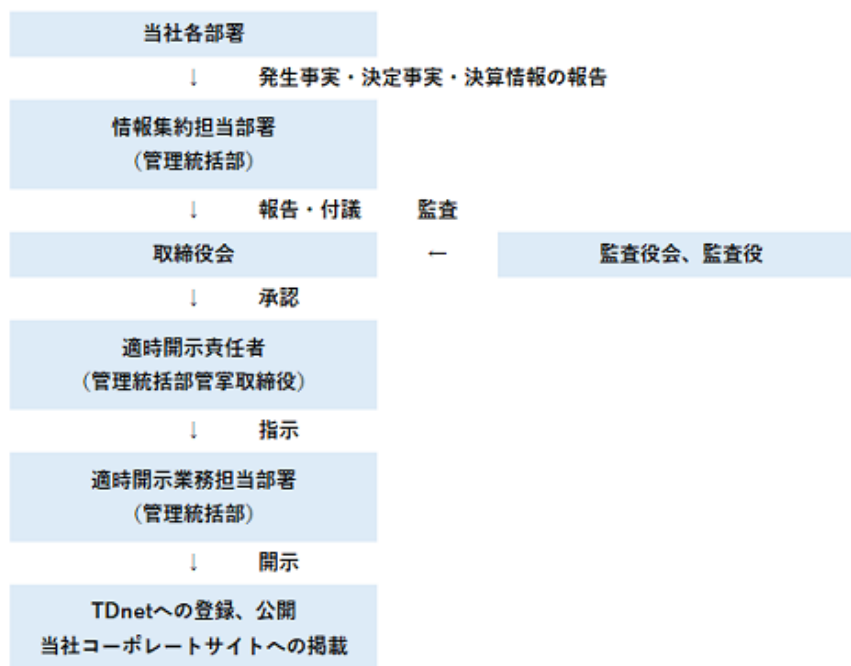 当社各部署
↓ 発生事実・決定事実・決算情報の報告
情報集約担当部署
（管理統括部）
↓ 報告・付議 監査
取締役会 ← 監査役会、監査役
↓ 承認
適時開示責任者
（管理統括部管掌取締役）
↓ 指示
適時開示業務担当部署
（管理統括部）
↓ 開示
TDnetへの登録、公開
当社コーポレートサイトへの掲載